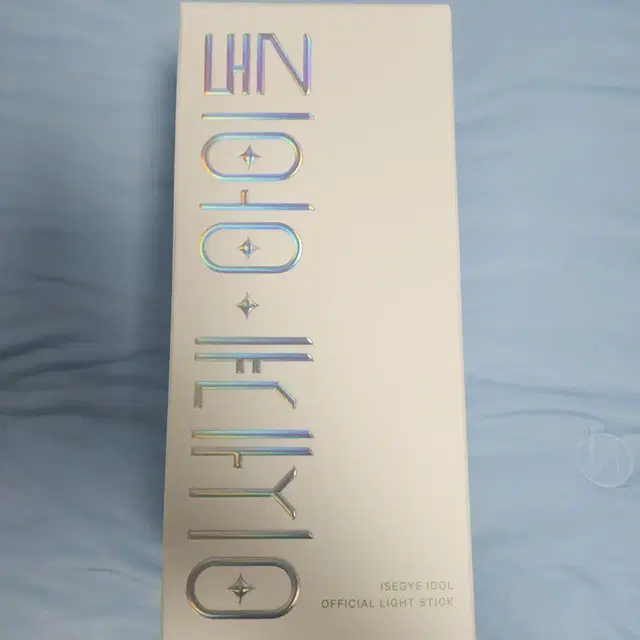 이세계✦아이돌
ISEGYE IDOL
OFFICIAL LIGHT STICK